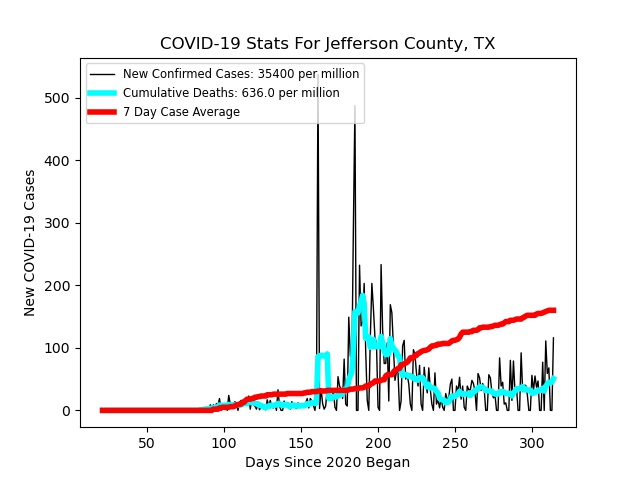 COVID-19 Stats For Jefferson County, TX
New Confirmed Cases: 35400 per million
Cumulative Deaths: 636.0 per million
7 Day Case Average
500
400
300
200
100
0
New COVID-19 Cases
50
100
150
200
250
300
Days Since 2020 Began